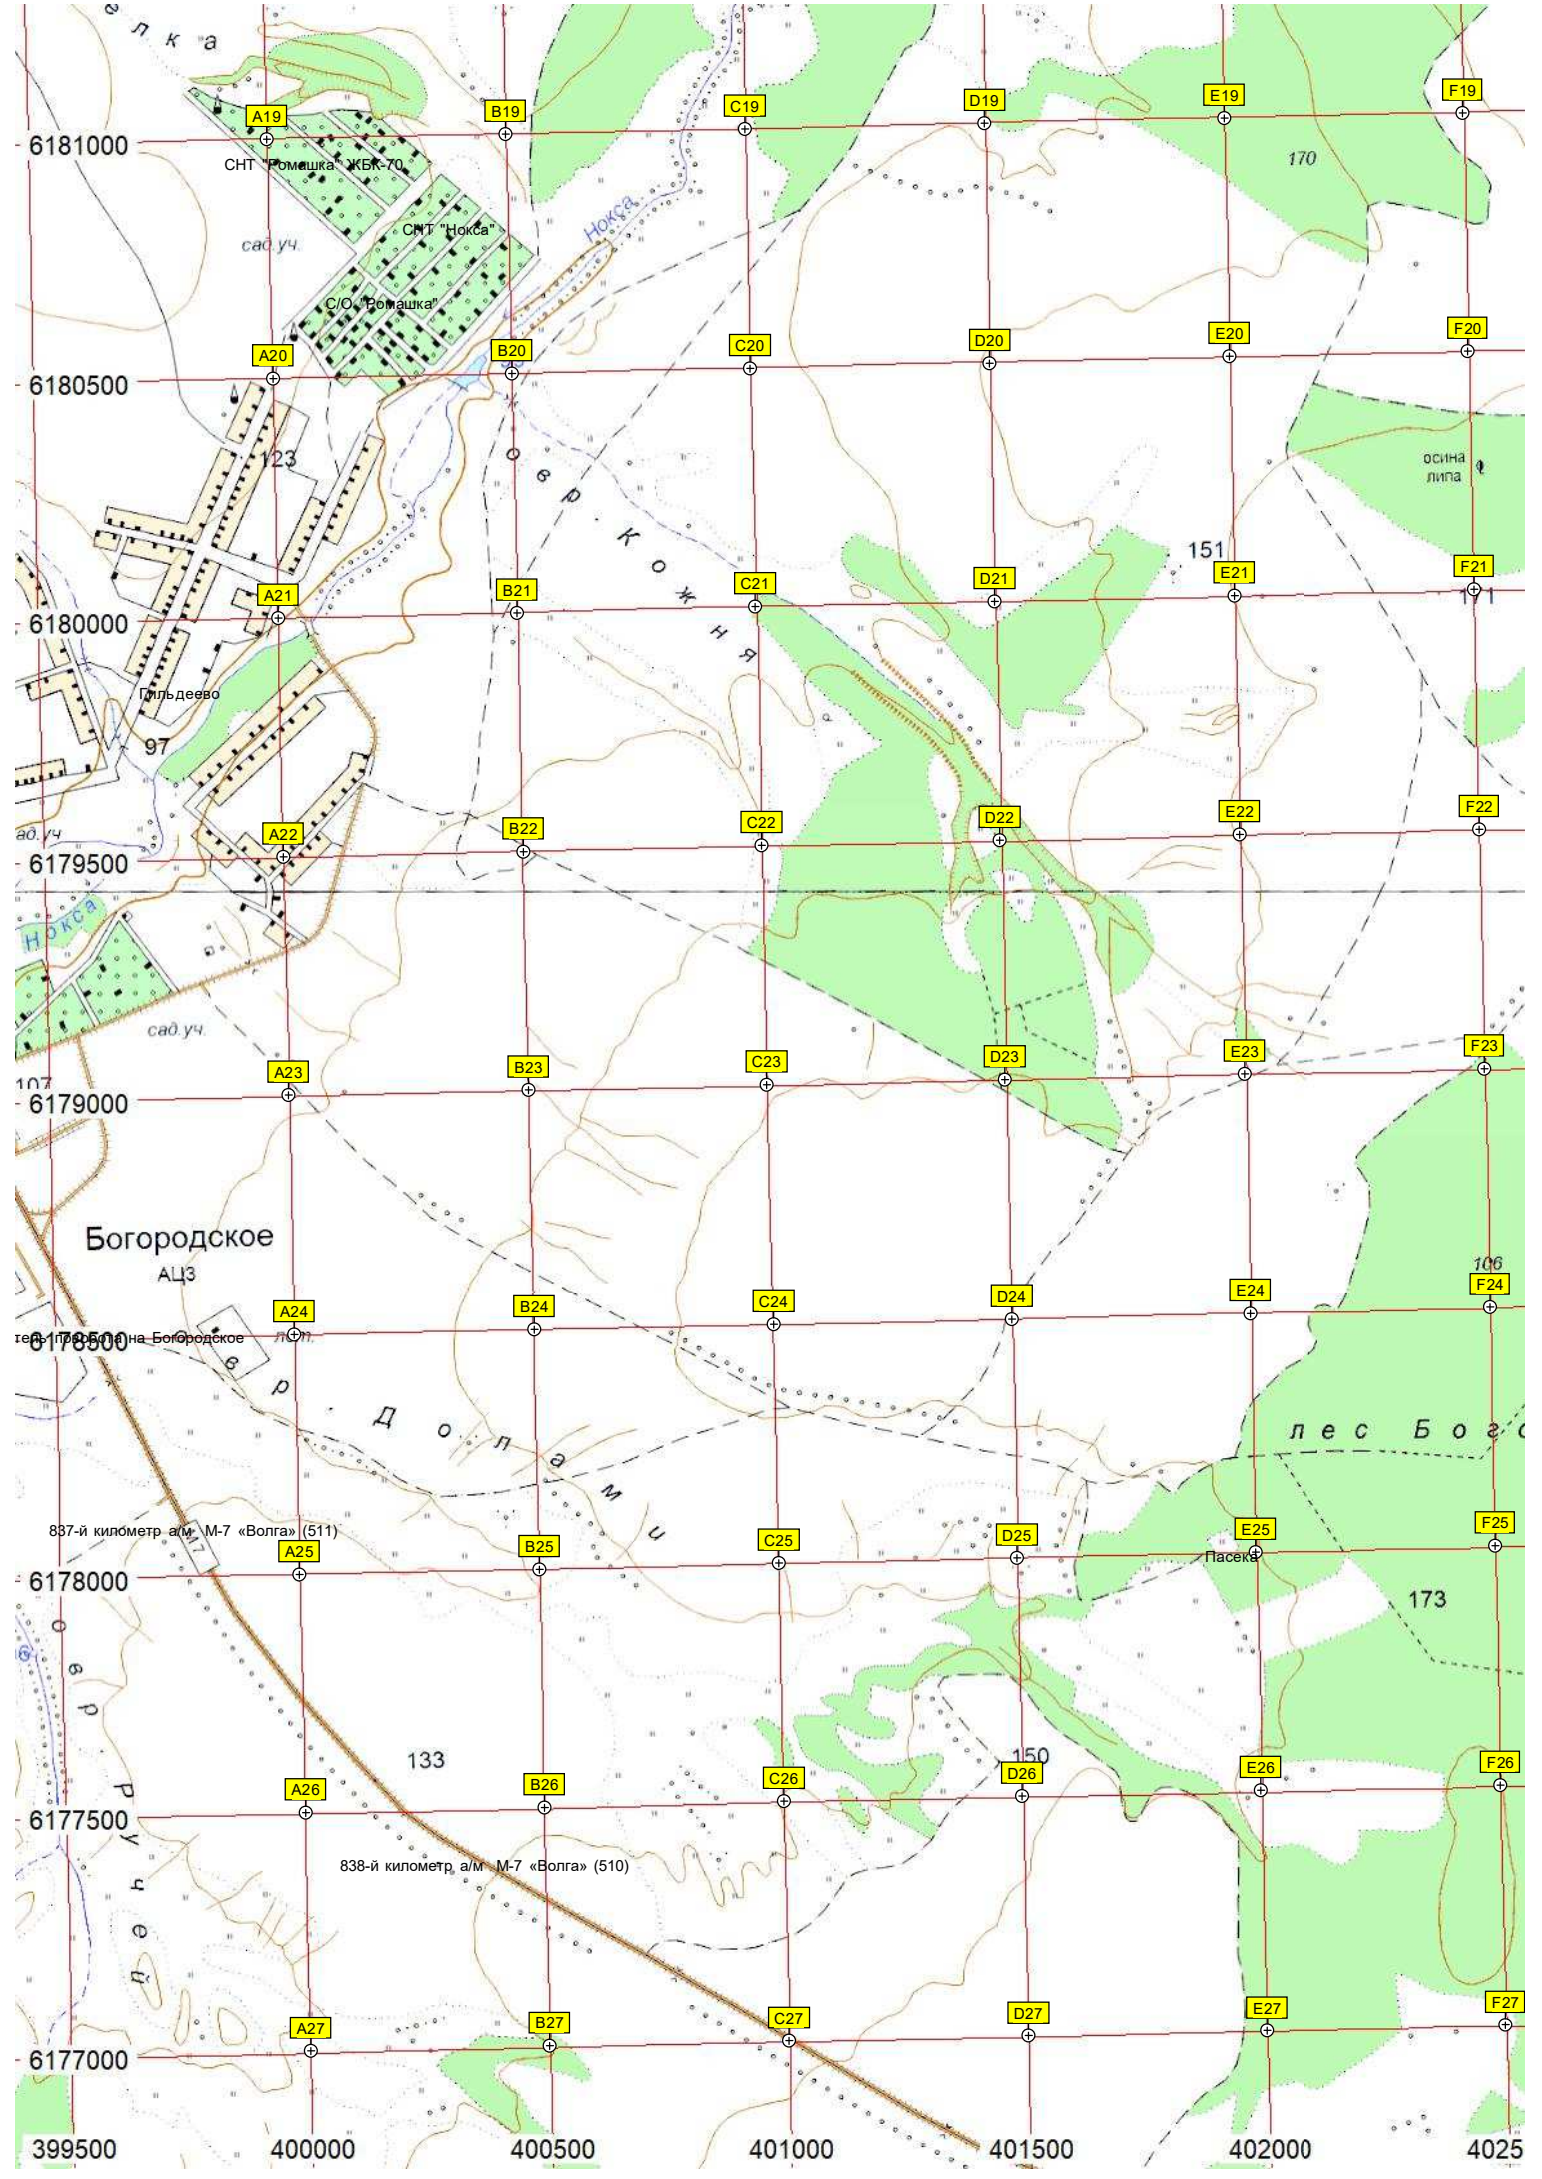 елка
A19
B19
C19
D19
E19
F19
6181000
СНТ "Ромашка" ЖБК-70
170
Нокса
СНТ "Нокса"
сад.уч.
С/О "Ромашка"
A20
B20
C20
D20
E20
F20
6180500
123
осина
липа
овр. Кожня
151
A21
B21
C21
D21
E21
F21
6180000
171
Гильдеево
97
A22
B22
C22
D22
E22
F22
ад.уч
6179500
Нокса
сад.уч.
A23
B23
C23
D23
E23
F23
107
6179000
Богородское
АЦЗ
106
A24
B24
C24
D24
E24
F24
тель поворота на Богородское
6178500
лет.
овр. Долами
лес Бого
837-й километр а/м М-7 «Волга» (511)
М7
A25
B25
C25
D25
E25
F25
Пасека
6178000
173
овр. Ручей
133
150
A26
B26
C26
D26
E26
F26
6177500
838-й километр а/м М-7 «Волга» (510)
A27
B27
C27
D27
E27
F27
6177000
399500
400000
400500
401000
401500
402000
4025